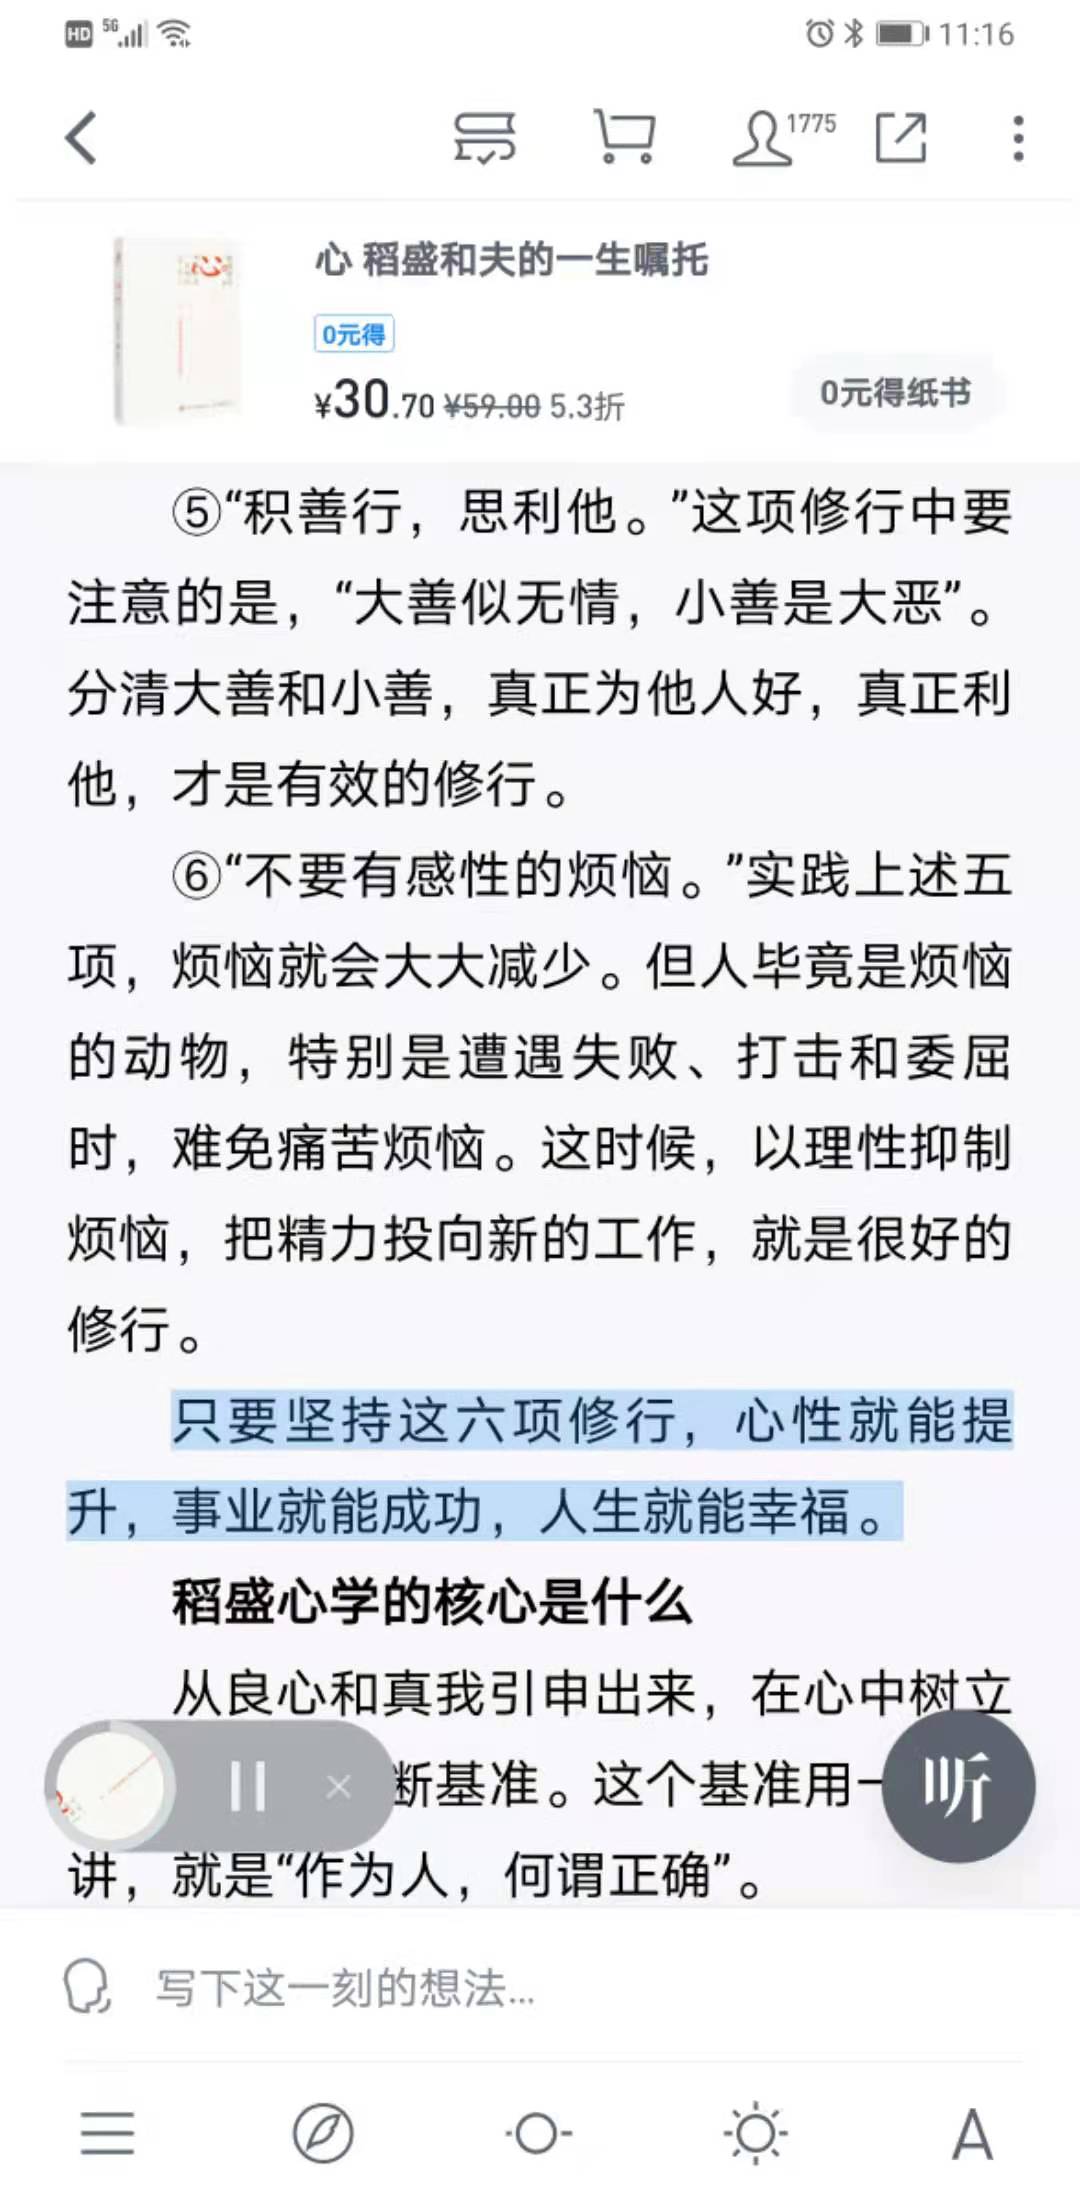 HD 5G 11:16
1775
心 稻盛和夫的一生嘱托
0元得
¥30.70 ¥59.00 5.3折
0元得纸书
⑤“积善行，思利他。”这项修行中要
注意的是，“大善似无情，小善是大恶”。
分清大善和小善，真正为他人好，真正利
他，才是有效的修行。
⑥“不要有感性的烦恼。”实践上述五
项，烦恼就会大大减少。但人毕竟是烦恼
的动物，特别是遭遇失败、打击和委屈
时，难免痛苦烦恼。这时候，以理性抑制
烦恼，把精力投向新的工作，就是很好的
修行。
只要坚持这六项修行，心性就能提
升，事业就能成功，人生就能幸福。
稻盛心学的核心是什么
从良心和真我引申出来，在心中树立
断基准。这个基准用一
听
讲，就是“作为人，何谓正确”。
写下这一刻的想法...
A